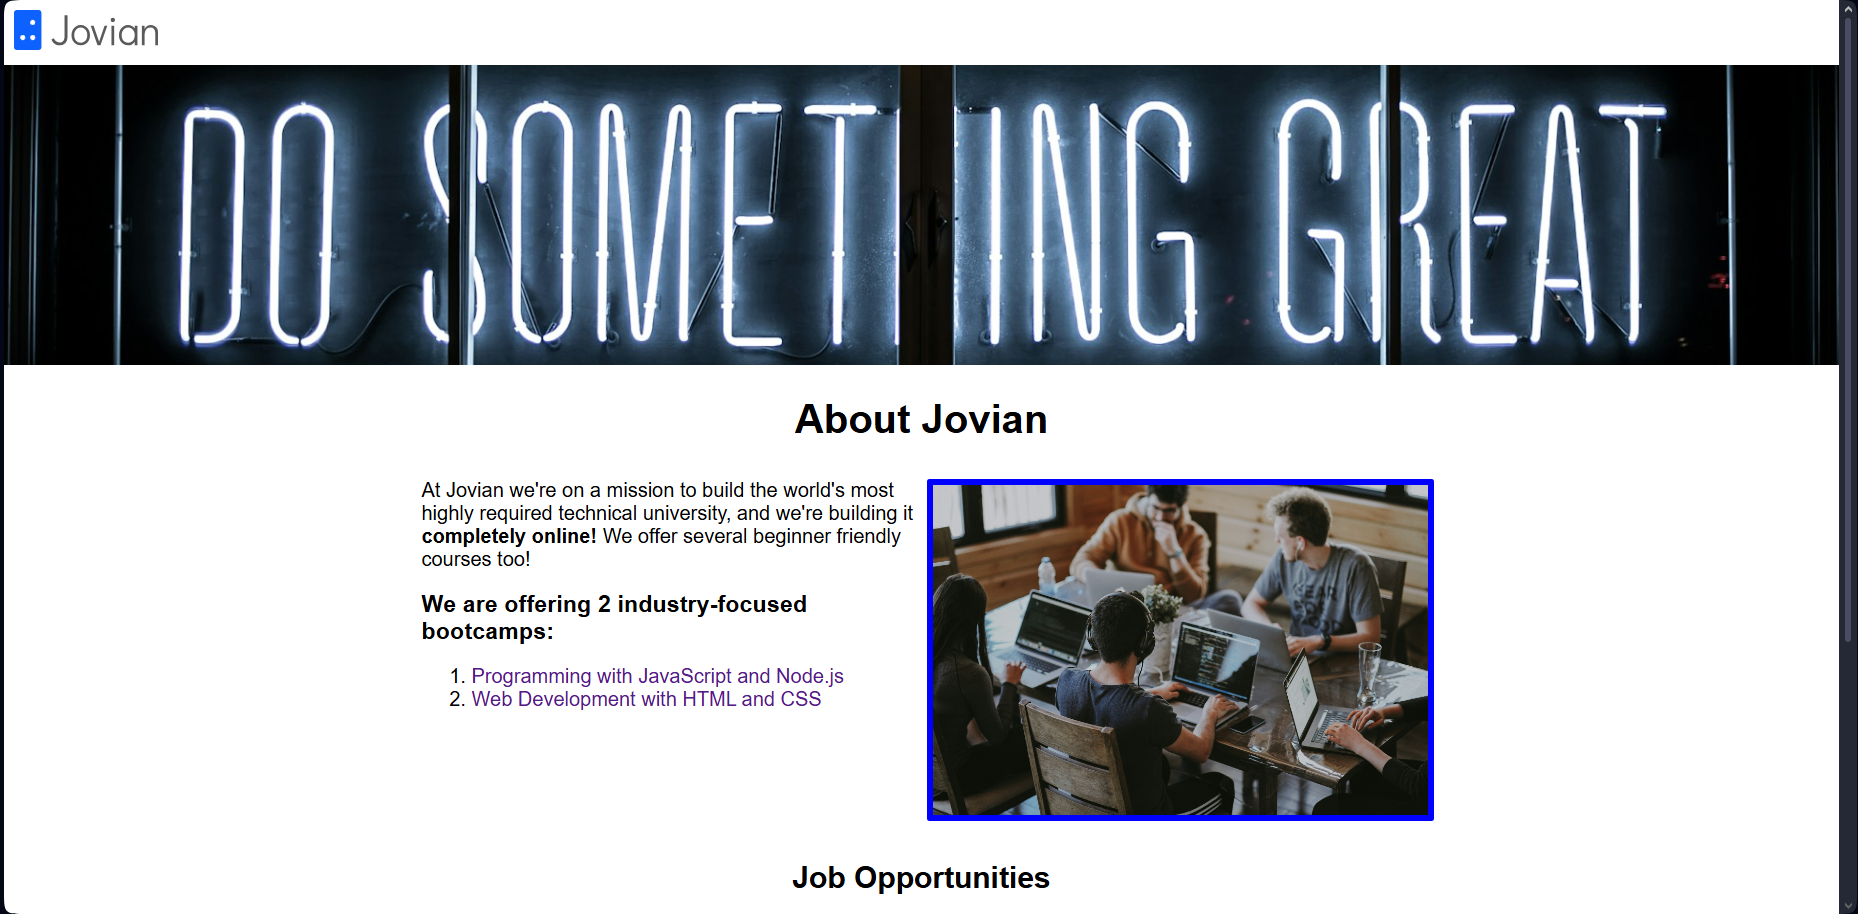 Jovian
DO SOMETHING GREAT
About Jovian
At Jovian we're on a mission to build the world's most
highly required technical university, and we're building it
completely online! We offer several beginner friendly
courses too!
We are offering 2 industry-focused
bootcamps:
1. Programming with JavaScript and Node.js
2. Web Development with HTML and CSS
Job Opportunities